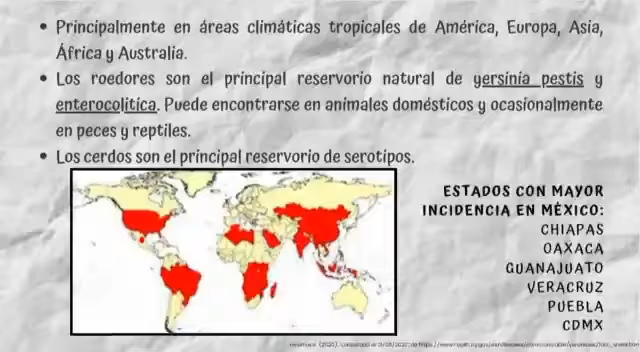 • Principalmente en áreas climáticas tropicales de América, Europa, Asia,
África y Australia.
• Los roedores son el principal reservorio natural de yersinia pestis y
enterocolitica. Puede encontrarse en animales domésticos y ocasionalmente
en peces y reptiles.
• Los cerdos son el principal reservorio de serotipos.
ESTADOS CON MAYOR
INCIDENCIA EN MÉXICO:
CHIAPAS
OAXACA
GUANAJUATO
VERACRUZ
PUEBLA
CDMX